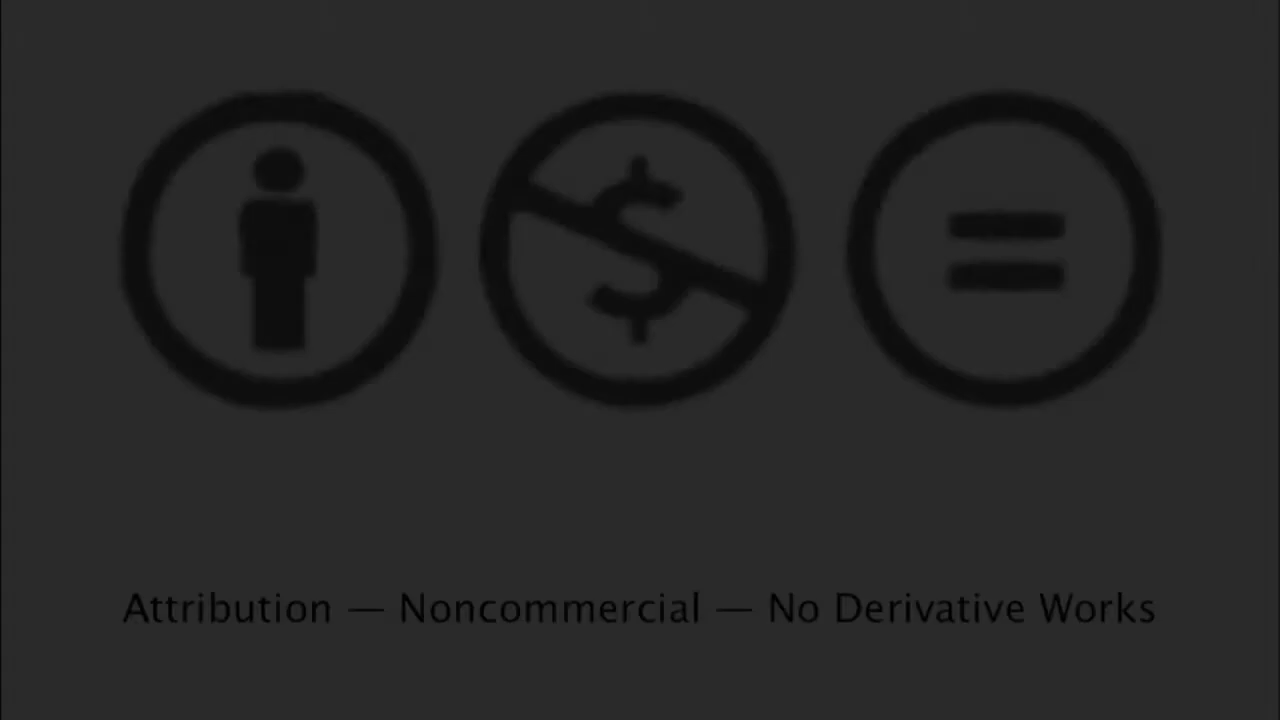 Attribution — Noncommercial — No Derivative Works